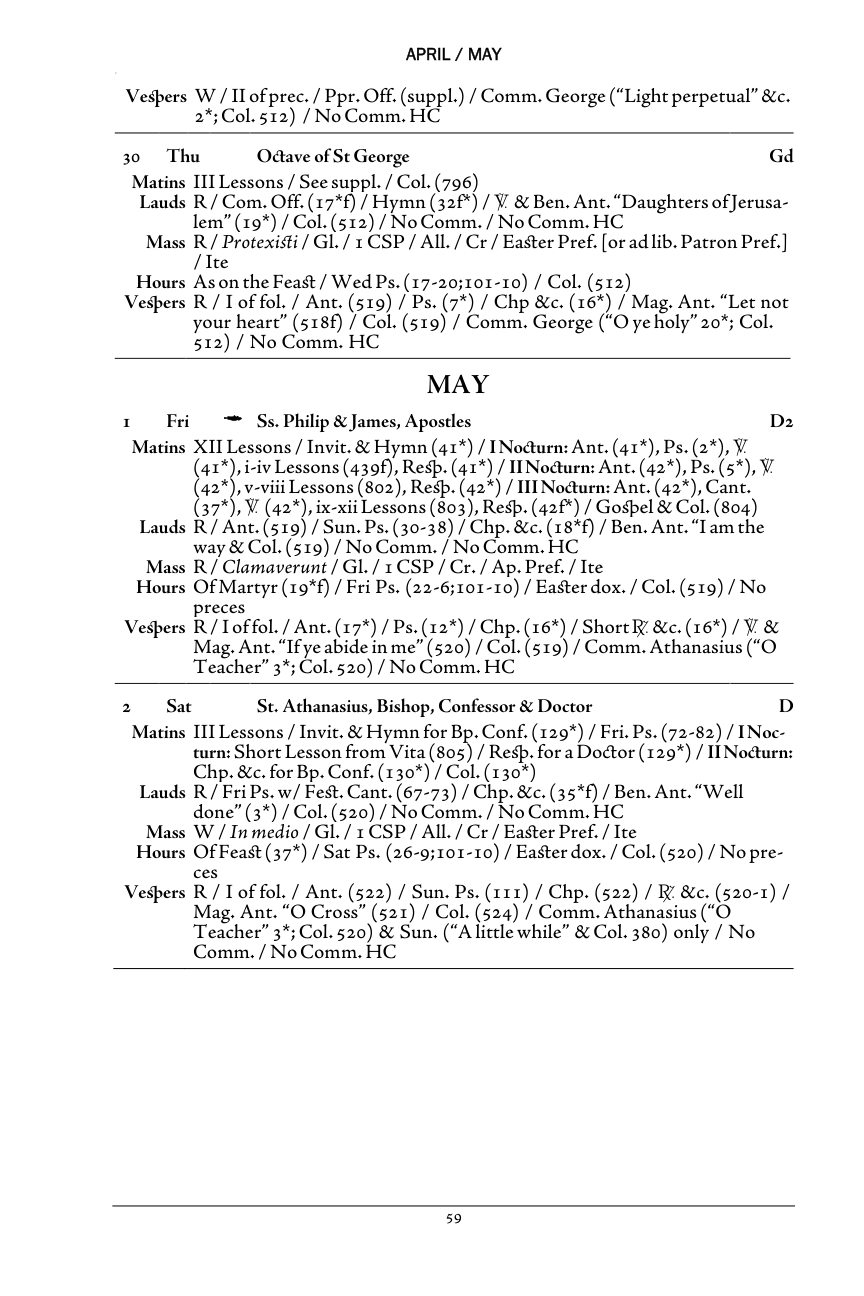 APRIL / MAY
Vespers W / II of prec. / Ppr. Off. (suppl.) / Comm. George (“Light perpetual” &c.
2*; Col. 512) / No Comm. HC
30 Thu Octave of St George Gd
Matins III Lessons / See suppl. / Col. (796)
Lauds R / Com. Off. (17*f) / Hymn (32f*) / ℣ & Ben. Ant. “Daughters of Jerusa-
lem” (19*) / Col. (512) / No Comm. / No Comm. HC
Mass R / Protexisti / Gl. / 1 CSP / All. / Cr / Easter Pref. [or ad lib. Patron Pref.]
/ Ite
Hours As on the Feast / Wed Ps. (17-20;101-10) / Col. (512)
Vespers R / I of fol. / Ant. (519) / Ps. (7*) / Chp &c. (16*) / Mag. Ant. “Let not
your heart” (518f) / Col. (519) / Comm. George (“O ye holy” 20*; Col.
512) / No Comm. HC
MAY
1 Fri Ss. Philip & James, Apostles D2
Matins XII Lessons / Invit. & Hymn (41*) / I Nocturn: Ant. (41*), Ps. (2*), ℣
(41*), i-iv Lessons (439f), Resp. (41*) / II Nocturn: Ant. (42*), Ps. (5*), ℣
(42*), v-viii Lessons (802), Resp. (42*) / III Nocturn: Ant. (42*), Cant.
(37*), ℣ (42*), ix-xii Lessons (803), Resp. (42f*) / Gospel & Col. (804)
Lauds R / Ant. (519) / Sun. Ps. (30-38) / Chp. &c. (18*f) / Ben. Ant. “I am the
way & Col. (519) / No Comm. / No Comm. HC
Mass R / Clamaverunt / Gl. / 1 CSP / Cr. / Ap. Pref. / Ite
Hours Of Martyr (19*f) / Fri Ps. (22-6;101-10) / Easter dox. / Col. (519) / No
preces
Vespers R / I of fol. / Ant. (17*) / Ps. (12*) / Chp. (16*) / Short ℟ &c. (16*) / ℣ &
Mag. Ant. “If ye abide in me” (520) / Col. (519) / Comm. Athanasius (“O
Teacher” 3*; Col. 520) / No Comm. HC
2 Sat St. Athanasius, Bishop, Confessor & Doctor D
Matins III Lessons / Invit. & Hymn for Bp. Conf. (129*) / Fri. Ps. (72-82) / I Noc-
turn: Short Lesson from Vita (805) / Resp. for a Doctor (129*) / II Nocturn:
Chp. &c. for Bp. Conf. (130*) / Col. (130*)
Lauds R / Fri Ps. w/ Fest. Cant. (67-73) / Chp. &c. (35*f) / Ben. Ant. “Well
done” (3*) / Col. (520) / No Comm. / No Comm. HC
Mass W / In medio / Gl. / 1 CSP / All. / Cr / Easter Pref. / Ite
Hours Of Feast (37*) / Sat Ps. (26-9;101-10) / Easter dox. / Col. (520) / No pre-
ces
Vespers R / I of fol. / Ant. (522) / Sun. Ps. (111) / Chp. (522) / ℟ &c. (520-1) /
Mag. Ant. “O Cross” (521) / Col. (524) / Comm. Athanasius (“O
Teacher” 3*; Col. 520) & Sun. (“A little while” & Col. 380) only / No
Comm. / No Comm. HC
59